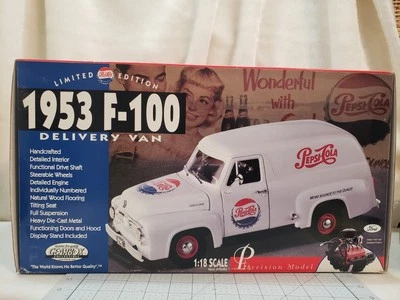 LIMITED Pepsi-Cola EDITION
1953 F-100
DELIVERY VAN
Handcrafted
Detailed Interior
Functional Drive Shaft
Steerable Wheels
Detailed Engine
Individually Numbered
Natural Wood Flooring
Tilting Seat
Full Suspension
Heavy Die-Cast Metal
Functioning Doors and Hood
Display Stand Included
GEARBOX
"The World Knows No Better Quality"
Wonderful
with
PEPSI-COLA
PEPSI-COLA
1:18 SCALE
Precision Model
Ford